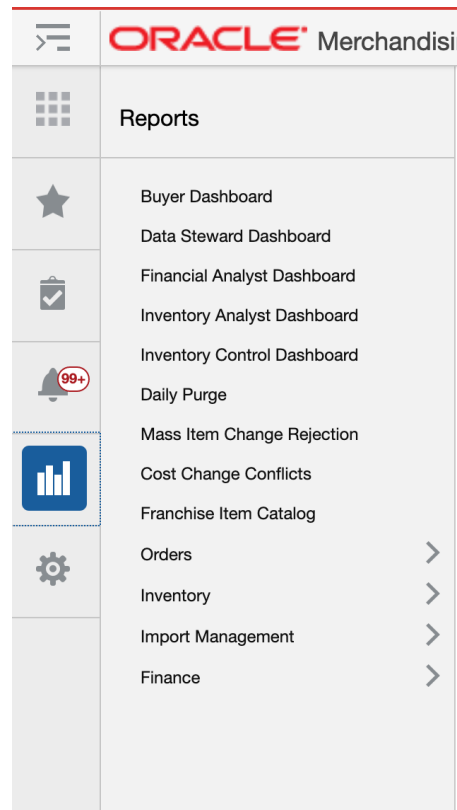 ORACLE® Merchandisi
Reports
Buyer Dashboard
Data Steward Dashboard
Financial Analyst Dashboard
Inventory Analyst Dashboard
99+
Inventory Control Dashboard
Daily Purge
Mass Item Change Rejection
Cost Change Conflicts
Franchise Item Catalog
Orders
Inventory
Import Management
Finance